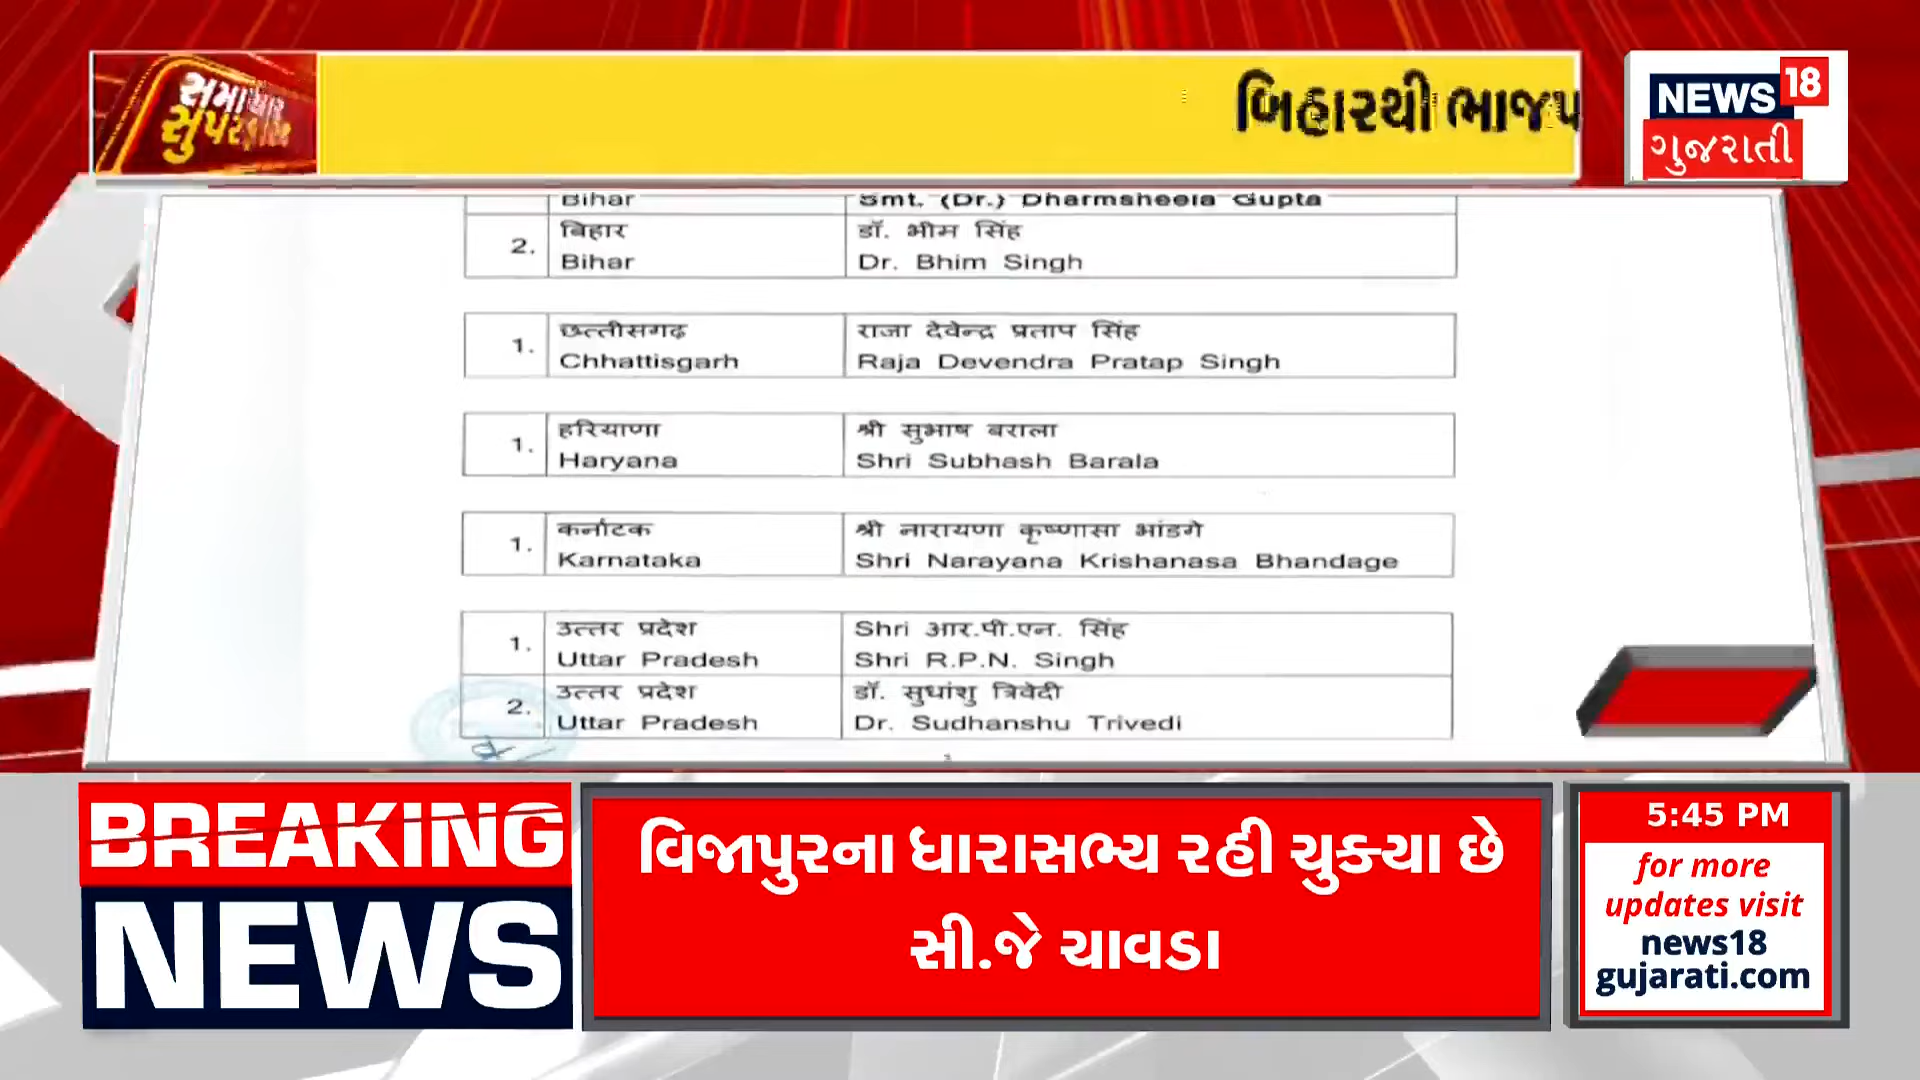 સમાચાર
સુપરફાસ્ટ
બિહારથી ભાજપ
NEWS 18
ગુજરાતી
Bihar Smt. (Dr.) Dharmsheela Gupta
2. बिहार डॉ. भीम सिंह
Bihar Dr. Bhim Singh
1. छत्तीसगढ़ राजा देवेन्द्र प्रताप सिंह
Chhattisgarh Raja Devendra Pratap Singh
1. हरियाणा श्री सुभाष बराला
Haryana Shri Subhash Barala
1. कर्नाटक श्री नारायणा कृष्णासा भांडगे
Karnataka Shri Narayana Krishanasa Bhandage
1. उत्तर प्रदेश Shri आर.पी.एन. सिंह
Uttar Pradesh Shri R.P.N. Singh
2. उत्तर प्रदेश डॉ. सुधांशु त्रिवेदी
Uttar Pradesh Dr. Sudhanshu Trivedi
BREAKING
NEWS
વિજાપુરના ધારાસભ્ય રહી ચુક્યા છે
સી.જે ચાવડા
5:45 PM
for more
updates visit
news18
gujarati.com